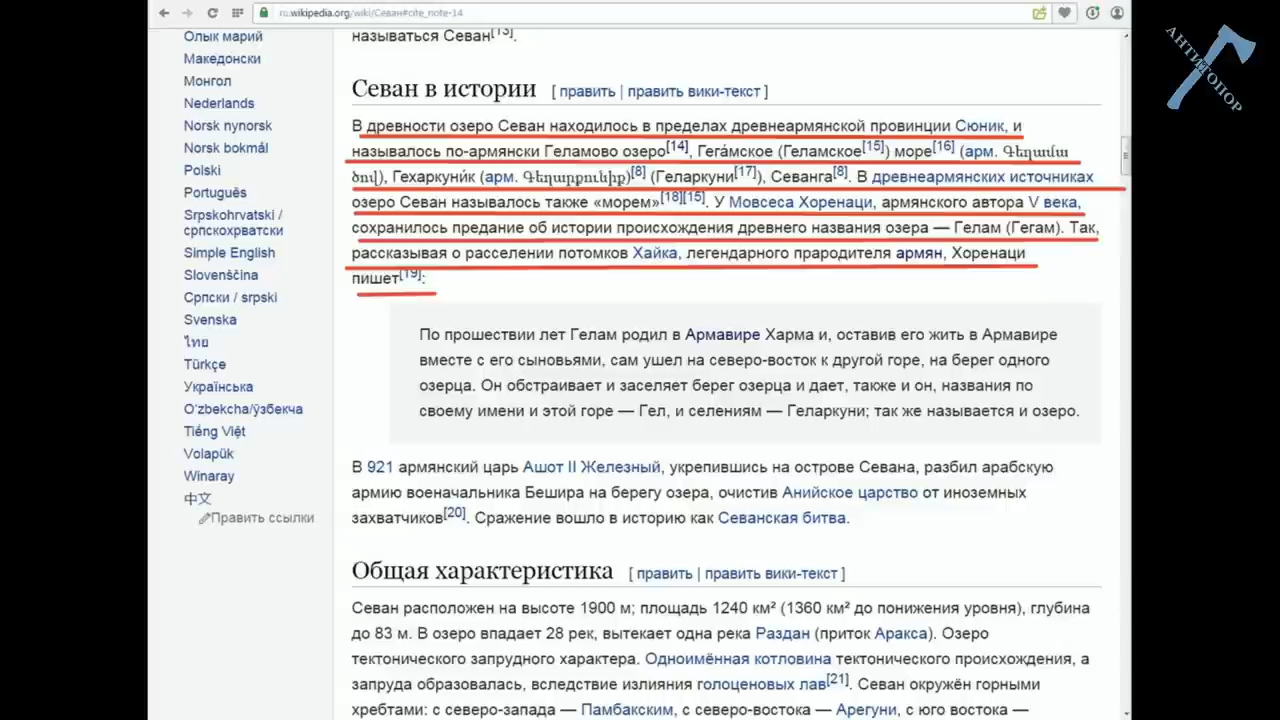 ru.wikipedia.org/wiki/Севан#cite_note-14
АНТИТОПОР
Олык марий
Македонски
Монгол
Nederlands
Norsk nynorsk
Norsk bokmål
Polski
Português
Srpskohrvatski /
српскохрватски
Simple English
Slovenščina
Српски / srpski
Svenska
ไทย
Türkçe
Українська
Oʻzbekcha/ўзбекча
Tiếng Việt
Volapük
Winaray
中文
Править ссылки
называться Севан[13].
Севан в истории [ править | править вики-текст ]
В древности озеро Севан находилось в пределах древнеармянской провинции Сюник, и
называлось по-армянски Геламово озеро[14], Гега́мское (Геламское[15]) море[16] (арм. Գեղամա
ծով), Гехаркуни́к (арм. Գեղարքունիք)[8] (Геларкуни[17]), Севанга[8]. В древнеармянских источниках
озеро Севан называлось также «морем»[18][15]. У Мовсеса Хоренаци, армянского автора V века,
сохранилось предание об истории происхождения древнего названия озера — Гелам (Гегам). Так,
рассказывая о расселении потомков Хайка, легендарного прародителя армян, Хоренаци
пишет[19]:
По прошествии лет Гелам родил в Армавире Харма и, оставив его жить в Армавире
вместе с его сыновьями, сам ушел на северо-восток к другой горе, на берег одного
озерца. Он обстраивает и заселяет берег озерца и дает, также и он, названия по
своему имени и этой горе — Гел, и селениям — Геларкуни; так же называется и озеро.
В 921 армянский царь Ашот II Железный, укрепившись на острове Севана, разбил арабскую
армию военачальника Бешира на берегу озера, очистив Анийское царство от иноземных
захватчиков[20]. Сражение вошло в историю как Севанская битва.
Общая характеристика [ править | править вики-текст ]
Севан расположен на высоте 1900 м; площадь 1240 км² (1360 км² до понижения уровня), глубина
до 83 м. В озеро впадает 28 рек, вытекает одна река Раздан (приток Аракса). Озеро
тектонического запрудного характера. Одноимённая котловина тектонического происхождения, а
запруда образовалась, вследствие излияния голоценовых лав[21]. Севан окружён горными
хребтами: с северо-запада — Памбакским, с северо-востока — Арегуни, с юго востока —